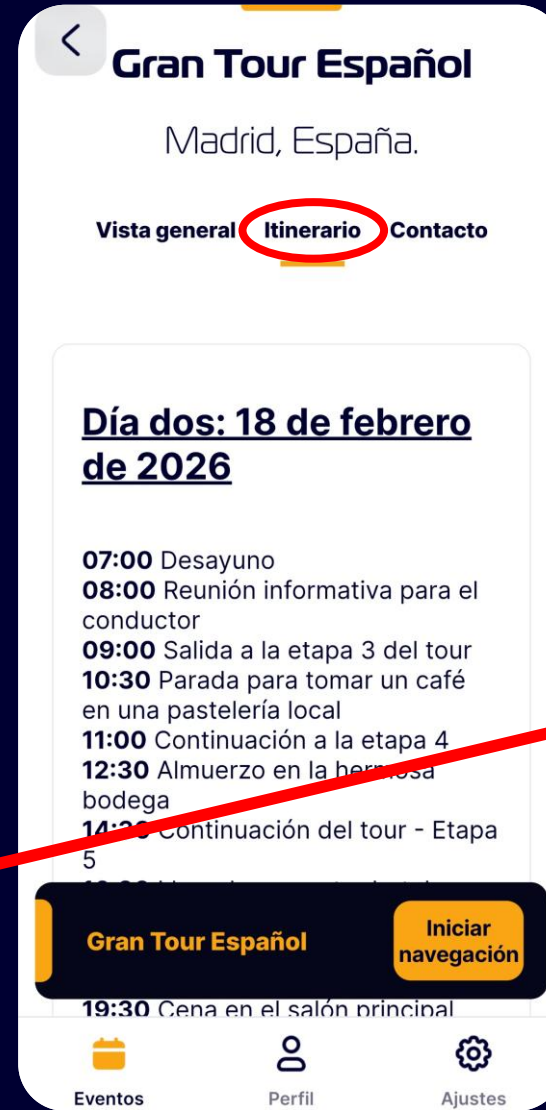 Gran Tour Español
Madrid, España.
Vista general Itinerario Contacto
Día dos: 18 de febrero
de 2026
07:00 Desayuno
08:00 Reunión informativa para el
conductor
09:00 Salida a la etapa 3 del tour
10:30 Parada para tomar un café
en una pastelería local
11:00 Continuación a la etapa 4
12:30 Almuerzo en la hermosa
bodega
Continuación del tour - Etapa
5
Gran Tour Español
Iniciar
navegación
19:30 Cena en el salón principal
Eventos Perfil Ajustes